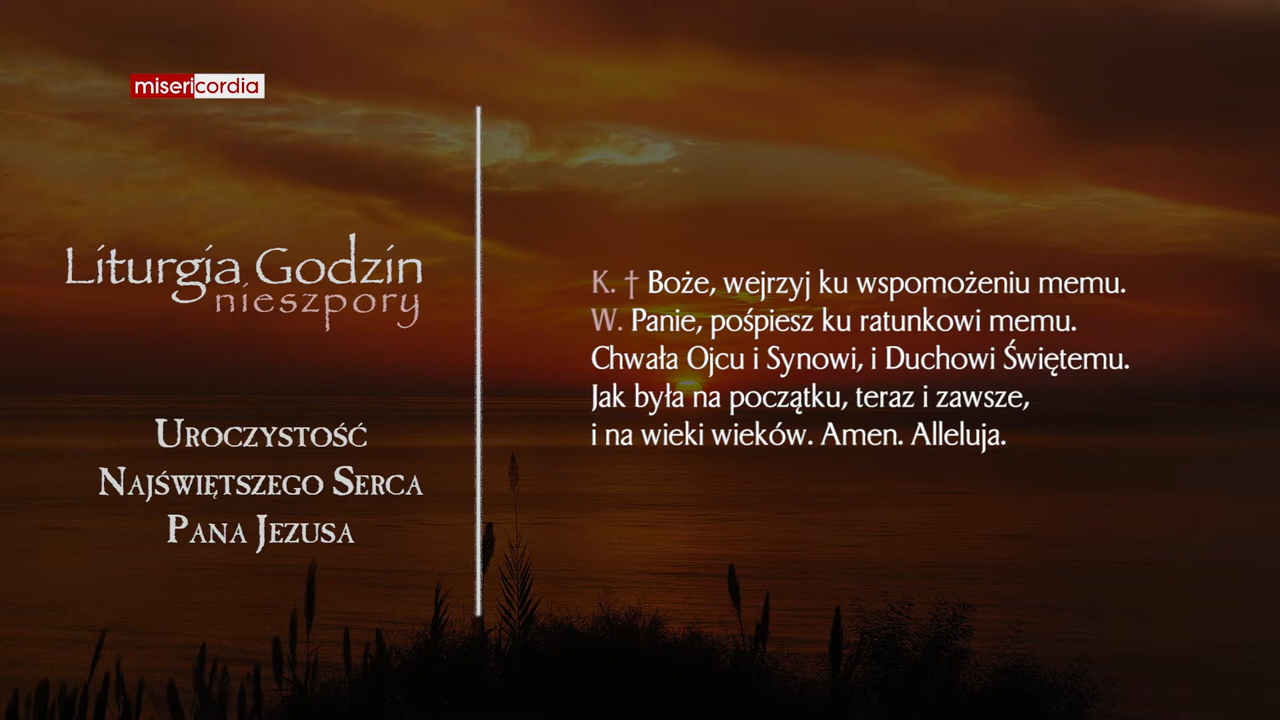 misericordia
Liturgia Godzin
nieszpory
Uroczystość
Najświętszego Serca
Pana Jezusa
K. † Boże, wejrzyj ku wspomożeniu memu.
W. Panie, pośpiesz ku ratunkowi memu.
Chwała Ojcu i Synowi, i Duchowi Świętemu.
Jak była na początku, teraz i zawsze,
i na wieki wieków. Amen. Alleluja.